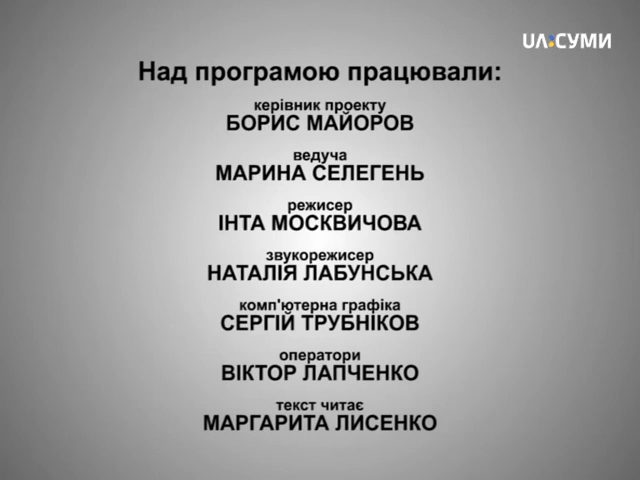 UA:СУМИ
Над програмою працювали:
керівник проекту
БОРИС МАЙОРОВ
ведуча
МАРИНА СЕЛЕГЕНЬ
режисер
ІНТА МОСКВИЧОВА
звукорежисер
НАТАЛІЯ ЛАБУНСЬКА
комп'ютерна графіка
СЕРГІЙ ТРУБНІКОВ
оператори
ВІКТОР ЛАПЧЕНКО
текст читає
МАРГАРИТА ЛИСЕНКО